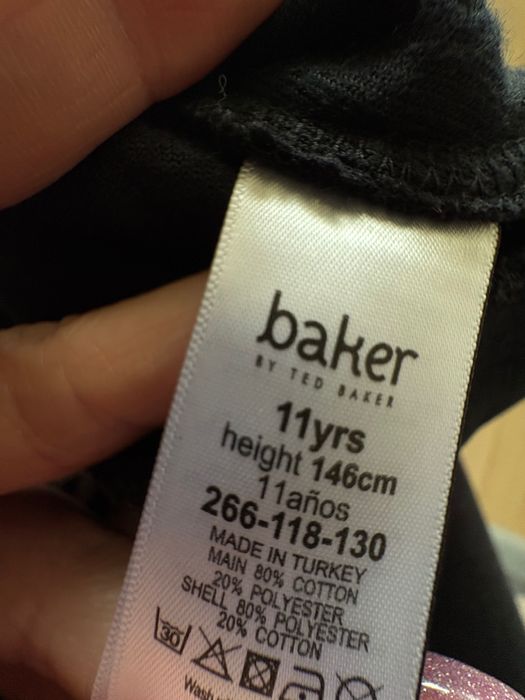 baker
BY TED BAKER
11yrs
height 146cm
11años
266-118-130
MADE IN TURKEY
MAIN 80% COTTON
20% POLYESTER
SHELL 80% POLYESTER
20% COTTON
30
Wash